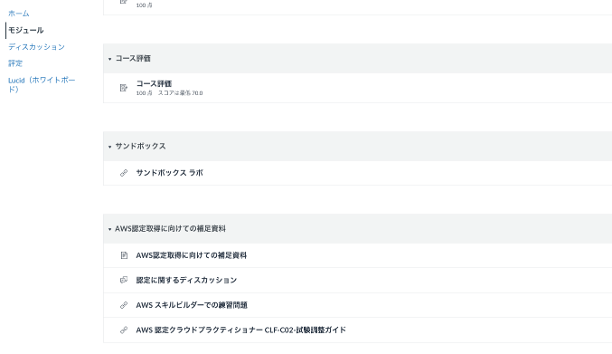 100 点
ホーム
モジュール
ディスカッション
評定
Lucid（ホワイトボー
ド）
コース評価
コース評価
100 点 スコアは最低 70.0
サンドボックス
サンドボックス ラボ
AWS認定取得に向けての補足資料
AWS認定取得に向けての補足資料
認定に関するディスカッション
AWS スキルビルダーでの練習問題
AWS 認定クラウドプラクティショナー CLF-C02-試験調整ガイド